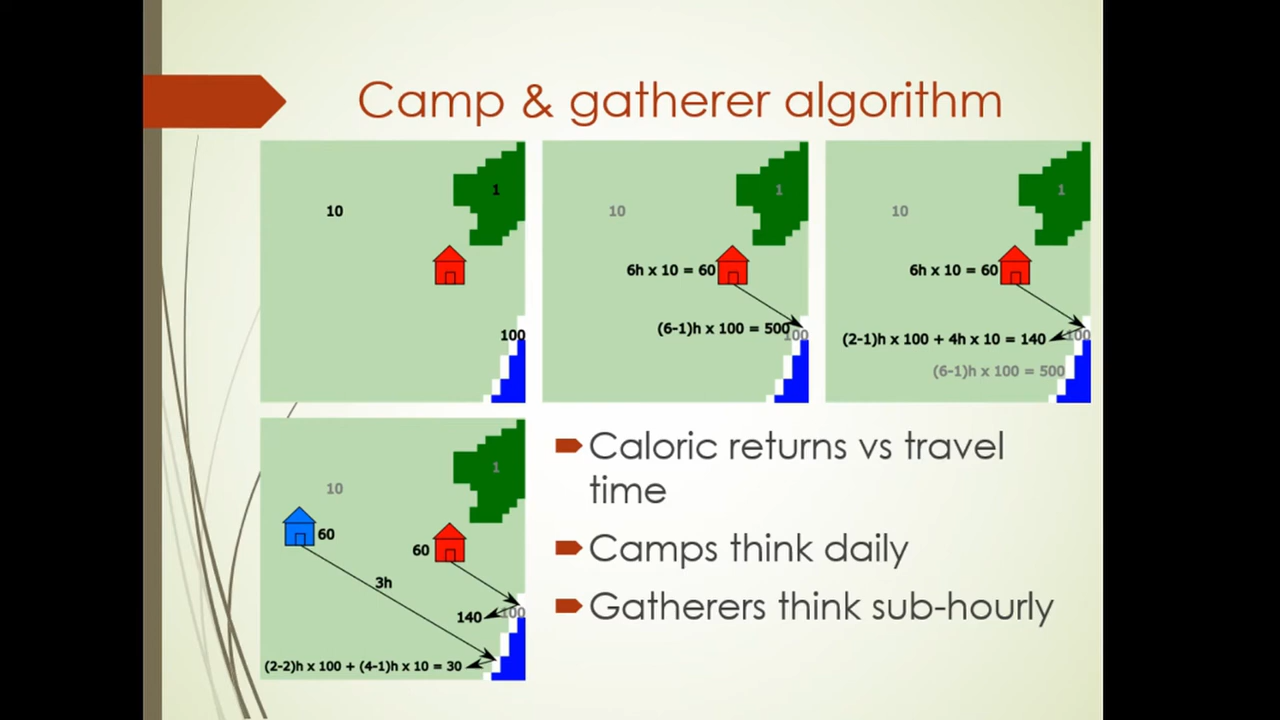 Camp & gatherer algorithm
1
10
100
1
10
6h x 10 = 60
(6-1)h x 100 = 500
100
1
10
6h x 10 = 60
(2-1)h x 100 + 4h x 10 = 140
100
(6-1)h x 100 = 500
1
10
60
60
3h
140
100
(2-2)h x 100 + (4-1)h x 10 = 30
Caloric returns vs travel
time
Camps think daily
Gatherers think sub-hourly